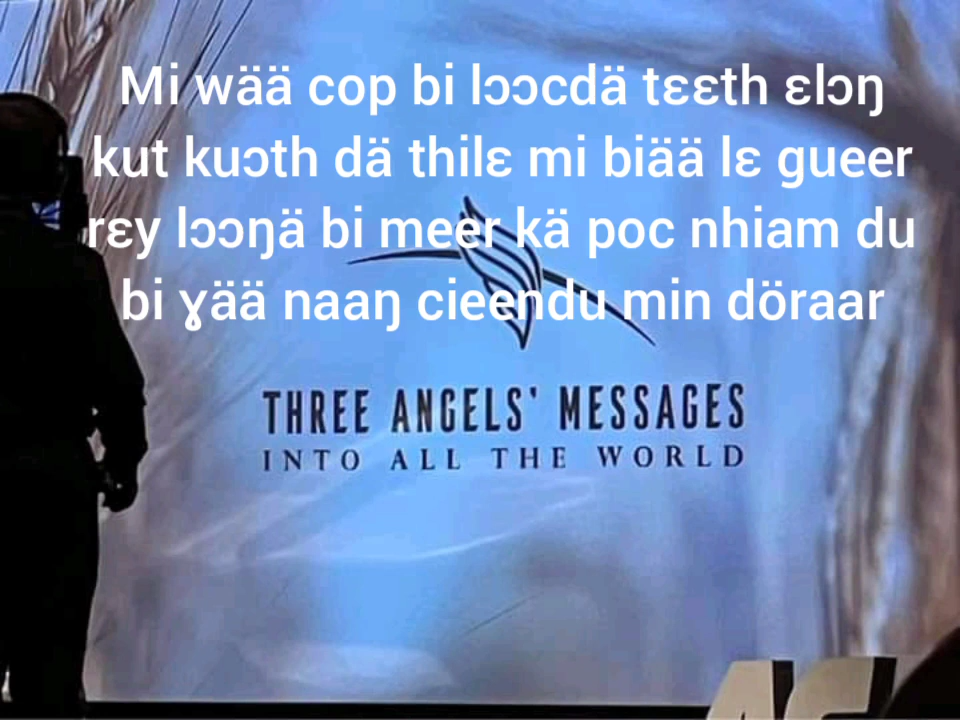 Mi wää cop bi lɔɔcdä tɛɛth ɛlɔŋ
kut kuɔth dä thilɛ mi biää lɛ gueer
rɛy lɔɔŋä bi meer kä poc nhiam du
bi ɣää naaŋ cieendu min döraar
THREE ANGELS' MESSAGES
INTO ALL THE WORLD